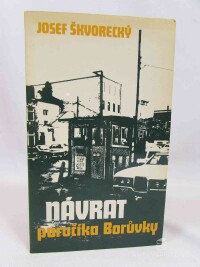 JOSEF ŠKVORECKÝ
NÁVRAT
poručíka Borůvky